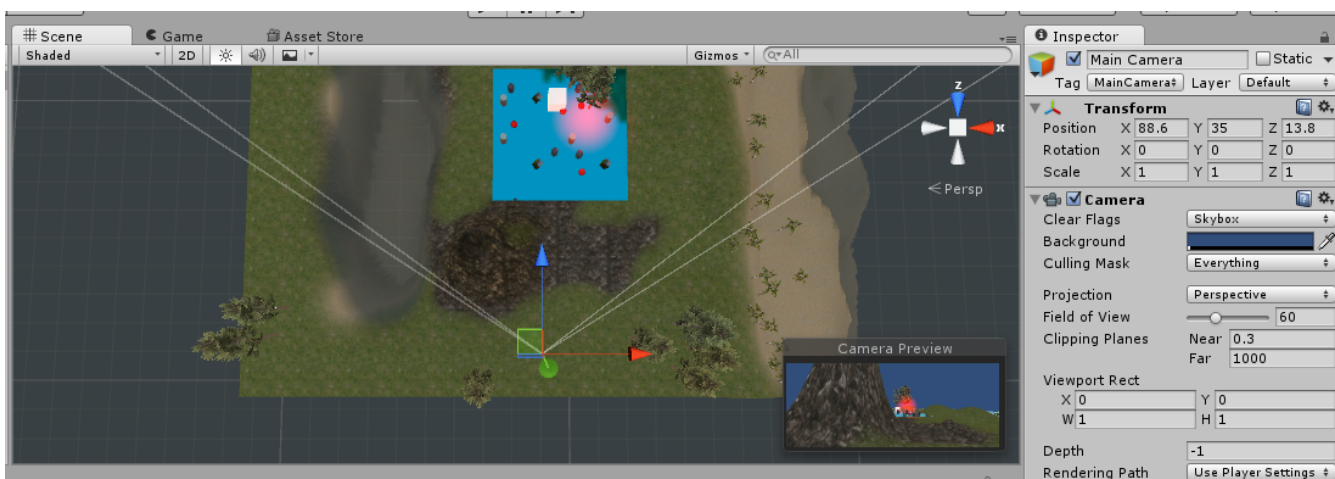 Scene Game Asset Store
Shaded 2D Gizmos All
z
x
Persp
Camera Preview
Inspector
Main Camera Static
Tag MainCamera Layer Default
Transform
Position X 88.6 Y 35 Z 13.8
Rotation X 0 Y 0 Z 0
Scale X 1 Y 1 Z 1
Camera
Clear Flags Skybox
Background
Culling Mask Everything
Projection Perspective
Field of View 60
Clipping Planes Near 0.3
Far 1000
Viewport Rect
X 0 Y 0
W 1 H 1
Depth -1
Rendering Path Use Player Settings